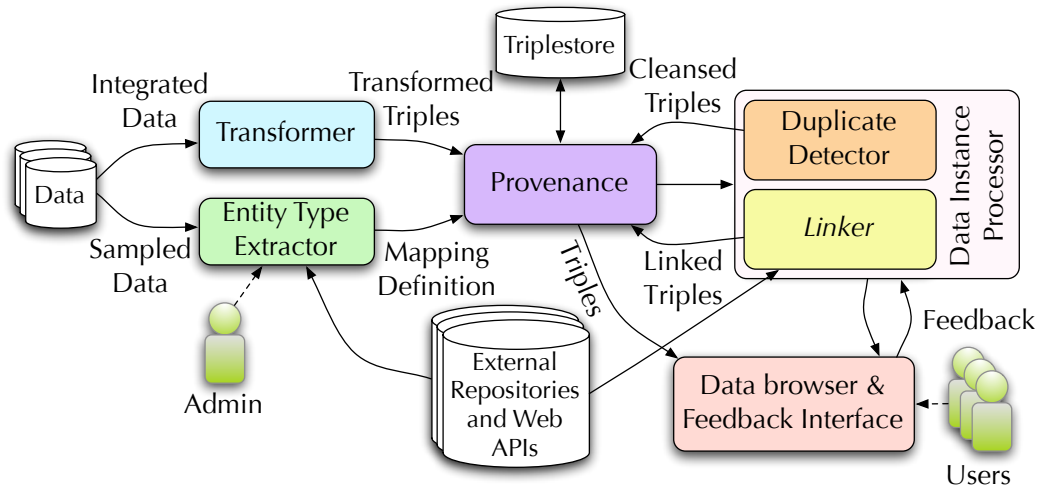 Triplestore
Integrated
Data
Transformed
Triples
Cleansed
Triples
Transformer
Duplicate
Detector
Data Instance
Processor
Data
Provenance
Entity Type
Extractor
Linker
Sampled
Data
Mapping
Definition
Triples
Linked
Triples
Feedback
Admin
External
Repositories
and Web
APIs
Data browser &
Feedback Interface
Users